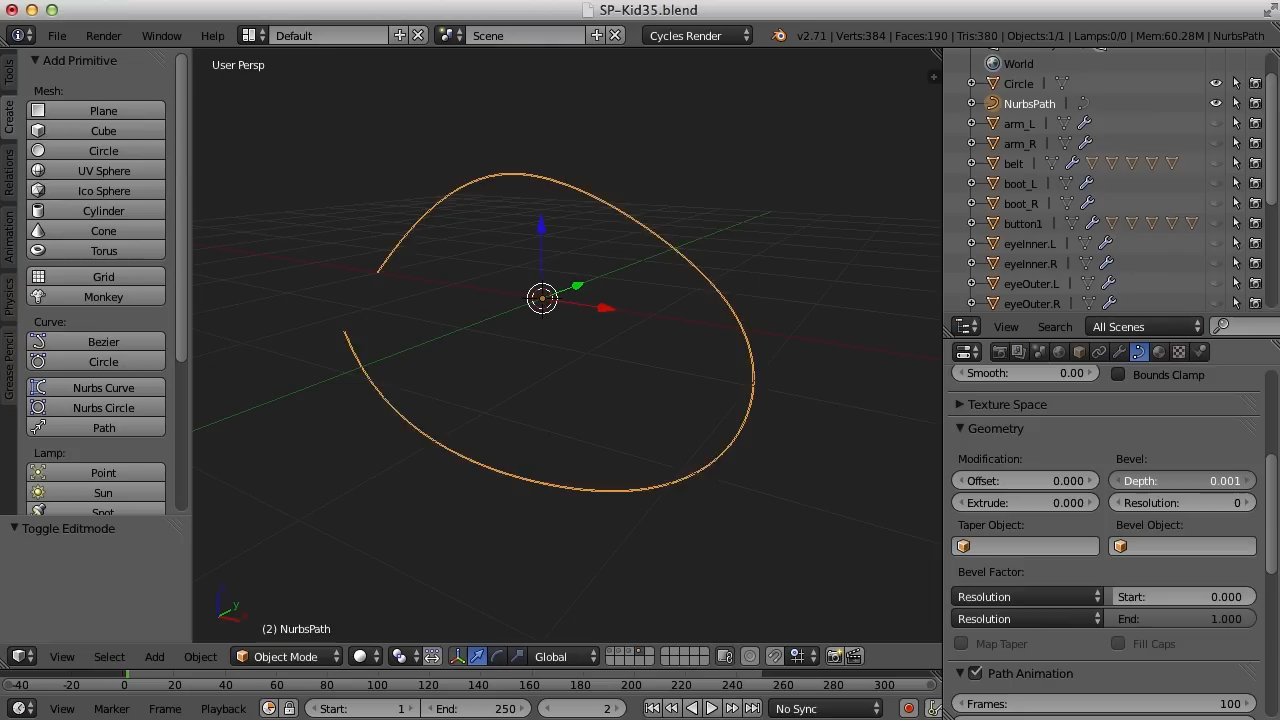 SP-Kid35.blend
File Render Window Help Default Scene Cycles Render v2.71 | Verts:384 | Faces:190 | Tris:380 | Objects:1/1 | Lamps:0/0 | Mem:60.28M | NurbsPath
Tools
Create
Relations
Animation
Physics
Grease Pencil
Add Primitive
Mesh:
Plane
Cube
Circle
UV Sphere
Ico Sphere
Cylinder
Cone
Torus
Grid
Monkey
Curve:
Bezier
Circle
Nurbs Curve
Nurbs Circle
Path
Lamp:
Point
Sun
Spot
Toggle Editmode
User Persp
y
(2) NurbsPath
View Select Add Object Object Mode Global
-40 -20 0 20 40 60 80 100 120 140 160 180 200 220 240 260 280 300
View Marker Frame Playback Start: 1 End: 250 2 No Sync
World
Circle
NurbsPath
arm_L
arm_R
belt
boot_L
boot_R
button1
eyeInner.L
eyeInner.R
eyeOuter.L
eyeOuter.R
View Search All Scenes
Smooth: 0.00 Bounds Clamp
Texture Space
Geometry
Modification: Bevel:
Offset: 0.000 Depth: 0.001
Extrude: 0.000 Resolution: 0
Taper Object: Bevel Object:
Bevel Factor:
Resolution Start: 0.000
Resolution End: 1.000
Map Taper Fill Caps
Path Animation
Frames: 100